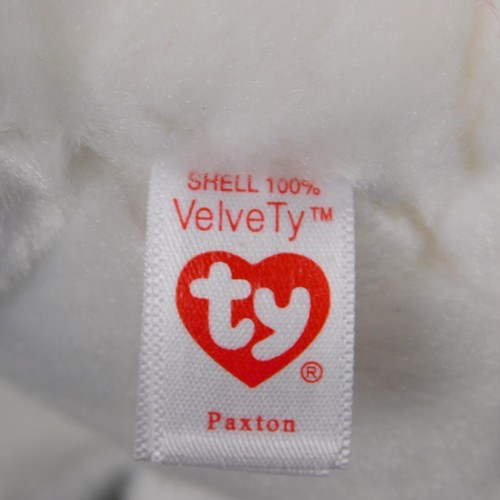 SHELL 100%
VelveTy™
ty
®
Paxton